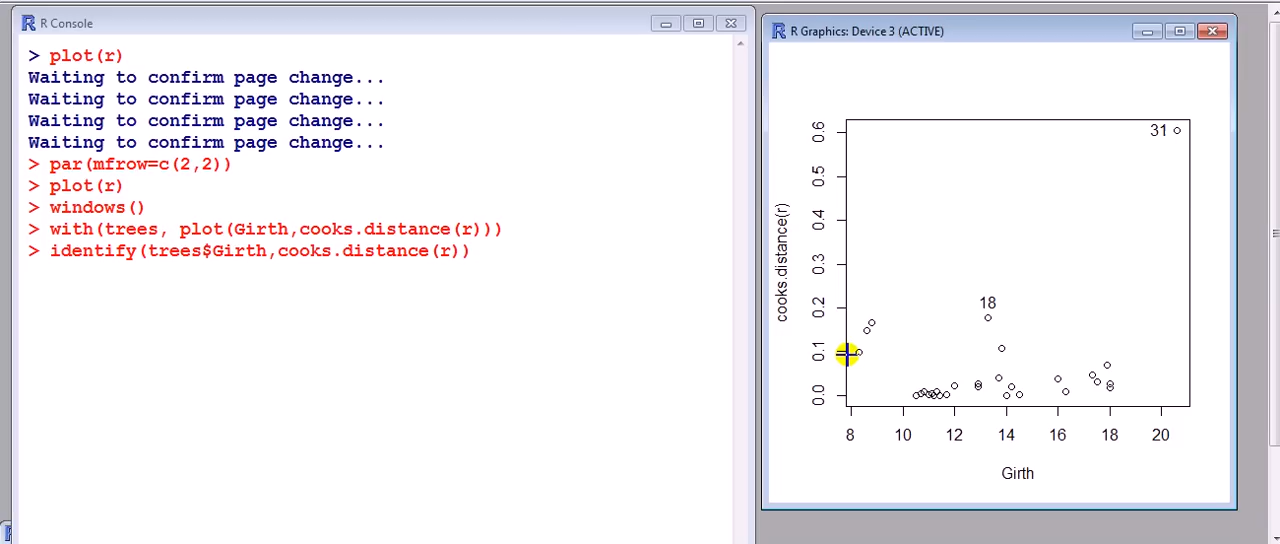 R Console
> plot(r)
Waiting to confirm page change...
Waiting to confirm page change...
Waiting to confirm page change...
Waiting to confirm page change...
> par(mfrow=c(2,2))
> plot(r)
> windows()
> with(trees, plot(Girth,cooks.distance(r)))
> identify(trees$Girth,cooks.distance(r))
R Graphics: Device 3 (ACTIVE)
31
18
cooks.distance(r)
0.6
0.5
0.4
0.3
0.2
0.1
0.0
8 10 12 14 16 18 20
Girth